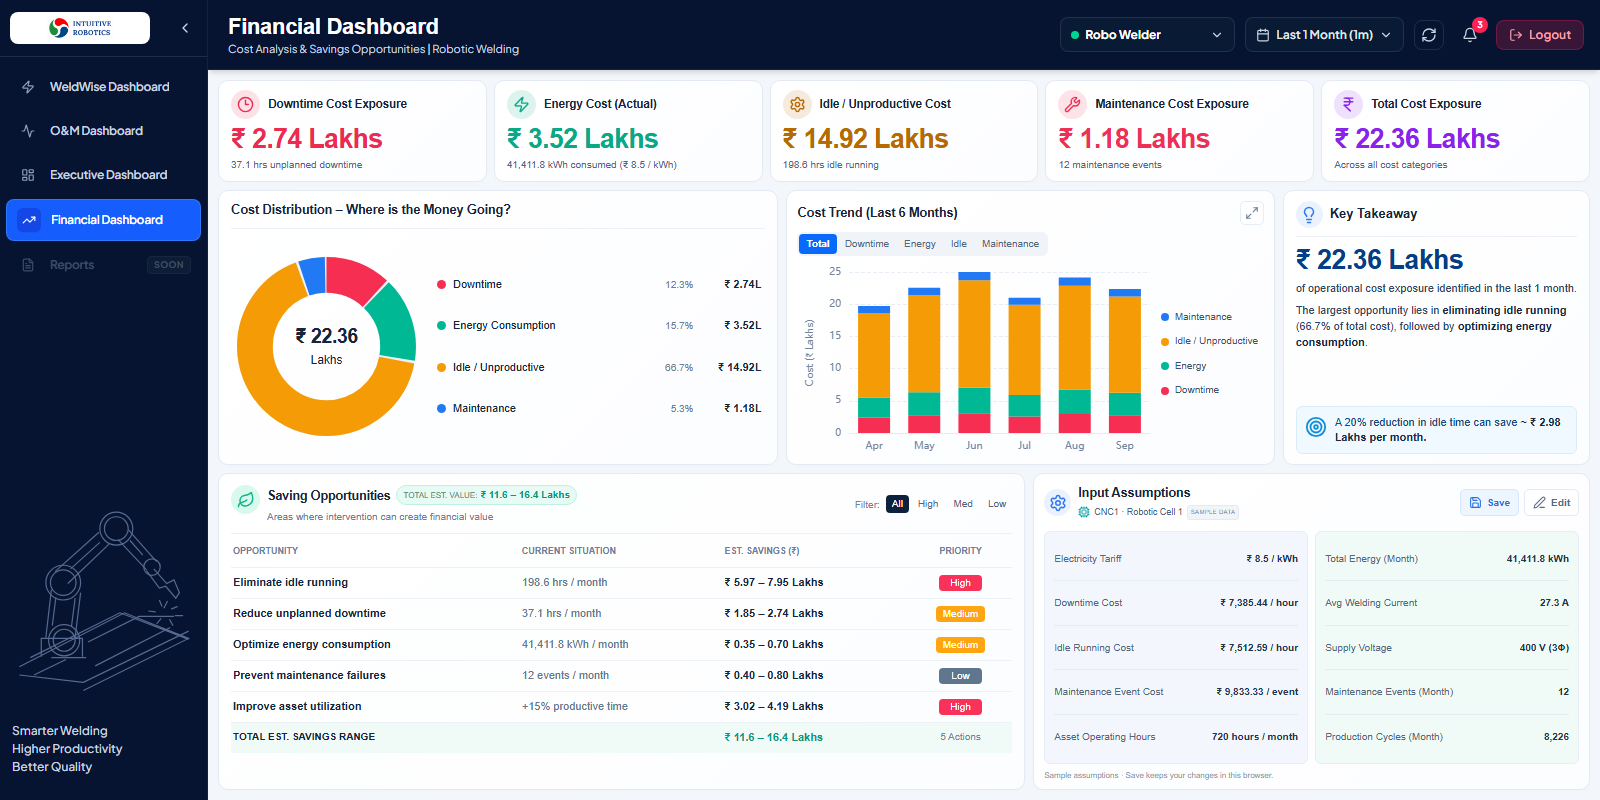 INTUITIVE
ROBOTICS
WeldWise Dashboard
O&M Dashboard
Executive Dashboard
Financial Dashboard
Reports SOON
Smarter Welding
Higher Productivity
Better Quality
Financial Dashboard
Cost Analysis & Savings Opportunities | Robotic Welding
Robo Welder
Last 1 Month (1m)
3
Logout
Downtime Cost Exposure
₹ 2.74 Lakhs
37.1 hrs unplanned downtime
Energy Cost (Actual)
₹ 3.52 Lakhs
41,411.8 kWh consumed (₹ 8.5 / kWh)
Idle / Unproductive Cost
₹ 14.92 Lakhs
198.6 hrs idle running
Maintenance Cost Exposure
₹ 1.18 Lakhs
12 maintenance events
Total Cost Exposure
₹ 22.36 Lakhs
Across all cost categories
Cost Distribution – Where is the Money Going?
₹ 22.36
Lakhs
Downtime 12.3% ₹ 2.74L
Energy Consumption 15.7% ₹ 3.52L
Idle / Unproductive 66.7% ₹ 14.92L
Maintenance 5.3% ₹ 1.18L
Cost Trend (Last 6 Months)
Total Downtime Energy Idle Maintenance
Cost (₹ Lakhs)
25
20
15
10
5
0
Apr May Jun Jul Aug Sep
Maintenance
Idle / Unproductive
Energy
Downtime
Key Takeaway
₹ 22.36 Lakhs
of operational cost exposure identified in the last 1 month.
The largest opportunity lies in eliminating idle running
(66.7% of total cost), followed by optimizing energy
consumption.
A 20% reduction in idle time can save ~ ₹ 2.98
Lakhs per month.
Saving Opportunities TOTAL EST. VALUE: ₹ 11.6 – 16.4 Lakhs
Areas where intervention can create financial value
Filter: All High Med Low
OPPORTUNITY CURRENT SITUATION EST. SAVINGS (₹) PRIORITY
Eliminate idle running 198.6 hrs / month ₹ 5.97 – 7.95 Lakhs High
Reduce unplanned downtime 37.1 hrs / month ₹ 1.85 – 2.74 Lakhs Medium
Optimize energy consumption 41,411.8 kWh / month ₹ 0.35 – 0.70 Lakhs Medium
Prevent maintenance failures 12 events / month ₹ 0.40 – 0.80 Lakhs Low
Improve asset utilization +15% productive time ₹ 3.02 – 4.19 Lakhs High
TOTAL EST. SAVINGS RANGE ₹ 11.6 – 16.4 Lakhs 5 Actions
Input Assumptions
CNC1 · Robotic Cell 1 SAMPLE DATA
Save
Edit
Electricity Tariff ₹ 8.5 / kWh
Downtime Cost ₹ 7,385.44 / hour
Idle Running Cost ₹ 7,512.59 / hour
Maintenance Event Cost ₹ 9,833.33 / event
Asset Operating Hours 720 hours / month
Total Energy (Month) 41,411.8 kWh
Avg Welding Current 27.3 A
Supply Voltage 400 V (3Φ)
Maintenance Events (Month) 12
Production Cycles (Month) 8,226
Sample assumptions · Save keeps your changes in this browser.